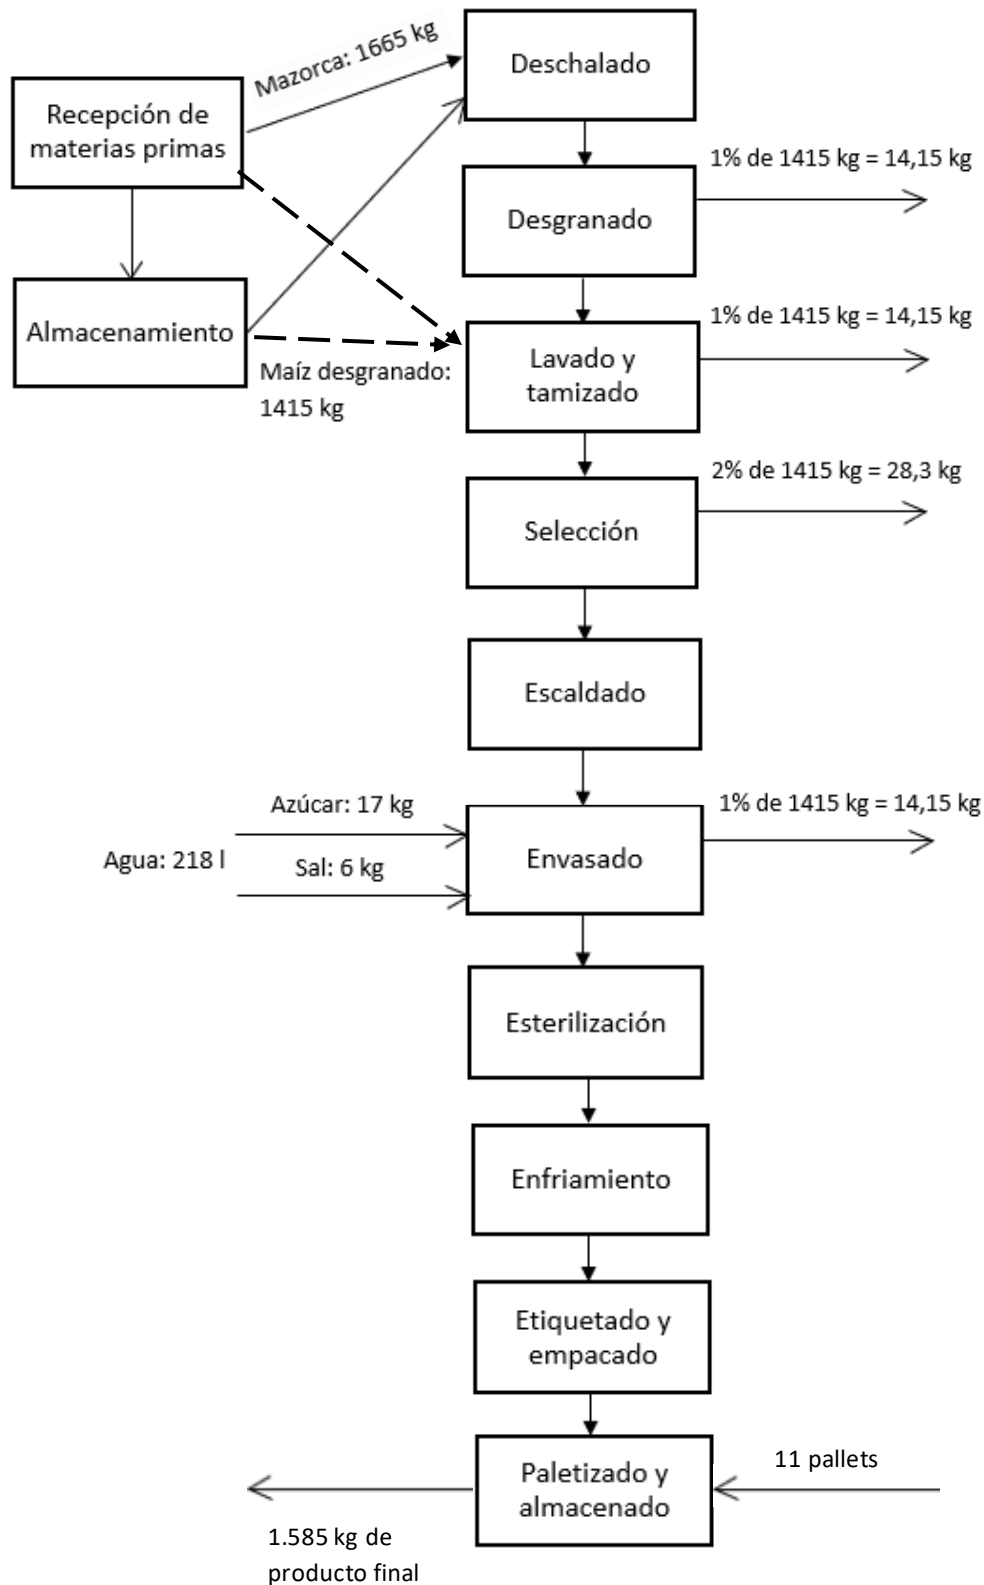 Mazorca: 1665 kg
Deschalado
Recepción de
materias primas
1% de 1415 kg = 14,15 kg
Desgranado
Almacenamiento
1% de 1415 kg = 14,15 kg
Lavado y
tamizado
Maíz desgranado:
1415 kg
2% de 1415 kg = 28,3 kg
Selección
Escaldado
Azúcar: 17 kg
1% de 1415 kg = 14,15 kg
Agua: 218 l
Sal: 6 kg
Envasado
Esterilización
Enfriamiento
Etiquetado y
empacado
11 pallets
Paletizado y
almacenado
1.585 kg de
producto final